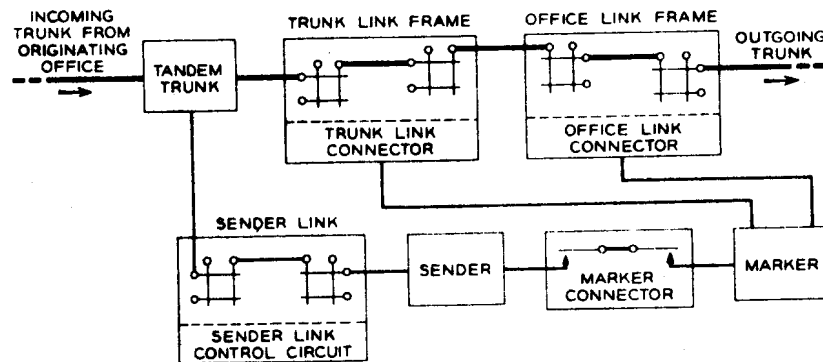 INCOMING
TRUNK FROM
ORIGINATING
OFFICE
TANDEM
TRUNK
TRUNK LINK FRAME
TRUNK LINK
CONNECTOR
OFFICE LINK FRAME
OFFICE LINK
CONNECTOR
OUTGOING
TRUNK
SENDER LINK
SENDER LINK
CONTROL CIRCUIT
SENDER
MARKER
CONNECTOR
MARKER